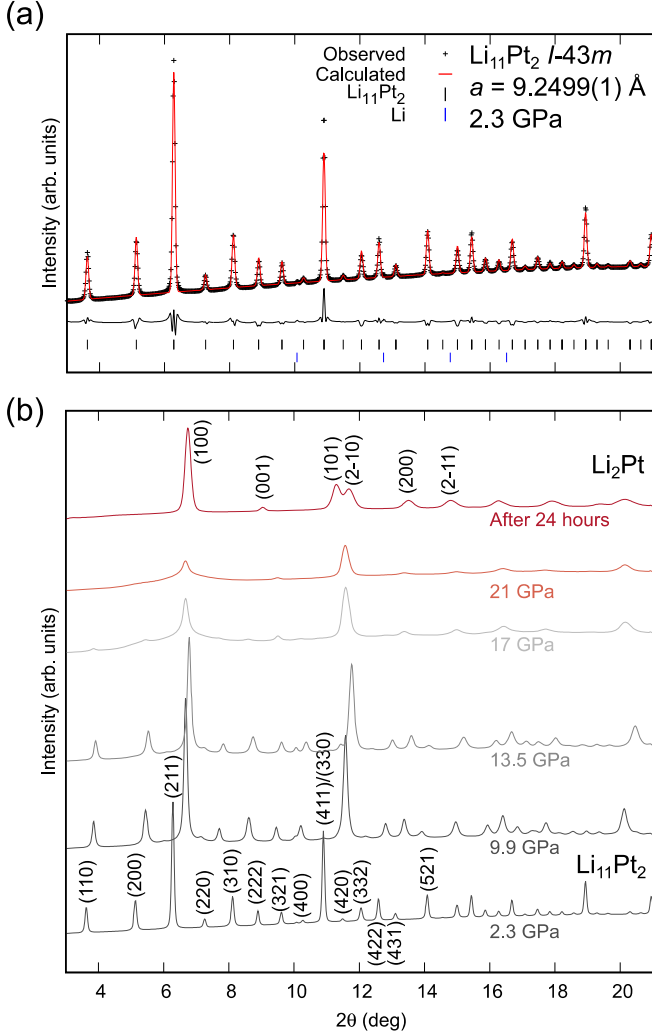 (a)
Observed
Calculated
Li₁₁Pt₂
Li
Li₁₁Pt₂ I-43m
a = 9.2499(1) Å
2.3 GPa
Intensity (arb. units)
(b)
Li₂Pt
(100)
(001)
(101)
(2-10)
(200)
(2-11)
After 24 hours
21 GPa
17 GPa
13.5 GPa
9.9 GPa
Li₁₁Pt₂
2.3 GPa
(110)
(200)
(211)
(220)
(310)
(222)
(321)
(400)
(411)/(330)
(420)
(332)
(422)
(431)
(521)
Intensity (arb. units)
4 6 8 10 12 14 16 18 20
2θ (deg)